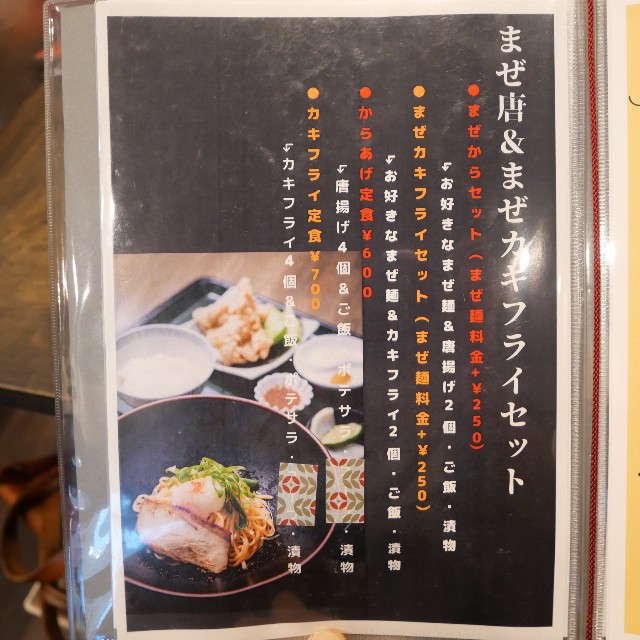 まぜ唐&まぜカキフライセット
●まぜからセット(まぜ麺料金+¥250)
お好きなまぜ麺&唐揚げ2個・ご飯・漬物
●まぜカキフライセット(まぜ麺料金+¥250)
お好きなまぜ麺&カキフライ2個・ご飯・漬物
●からあげ定食¥600
唐揚げ4個&ご飯・ポテサラ・漬物
●カキフライ定食¥700
カキフライ4個&ご飯・ポテサラ・漬物